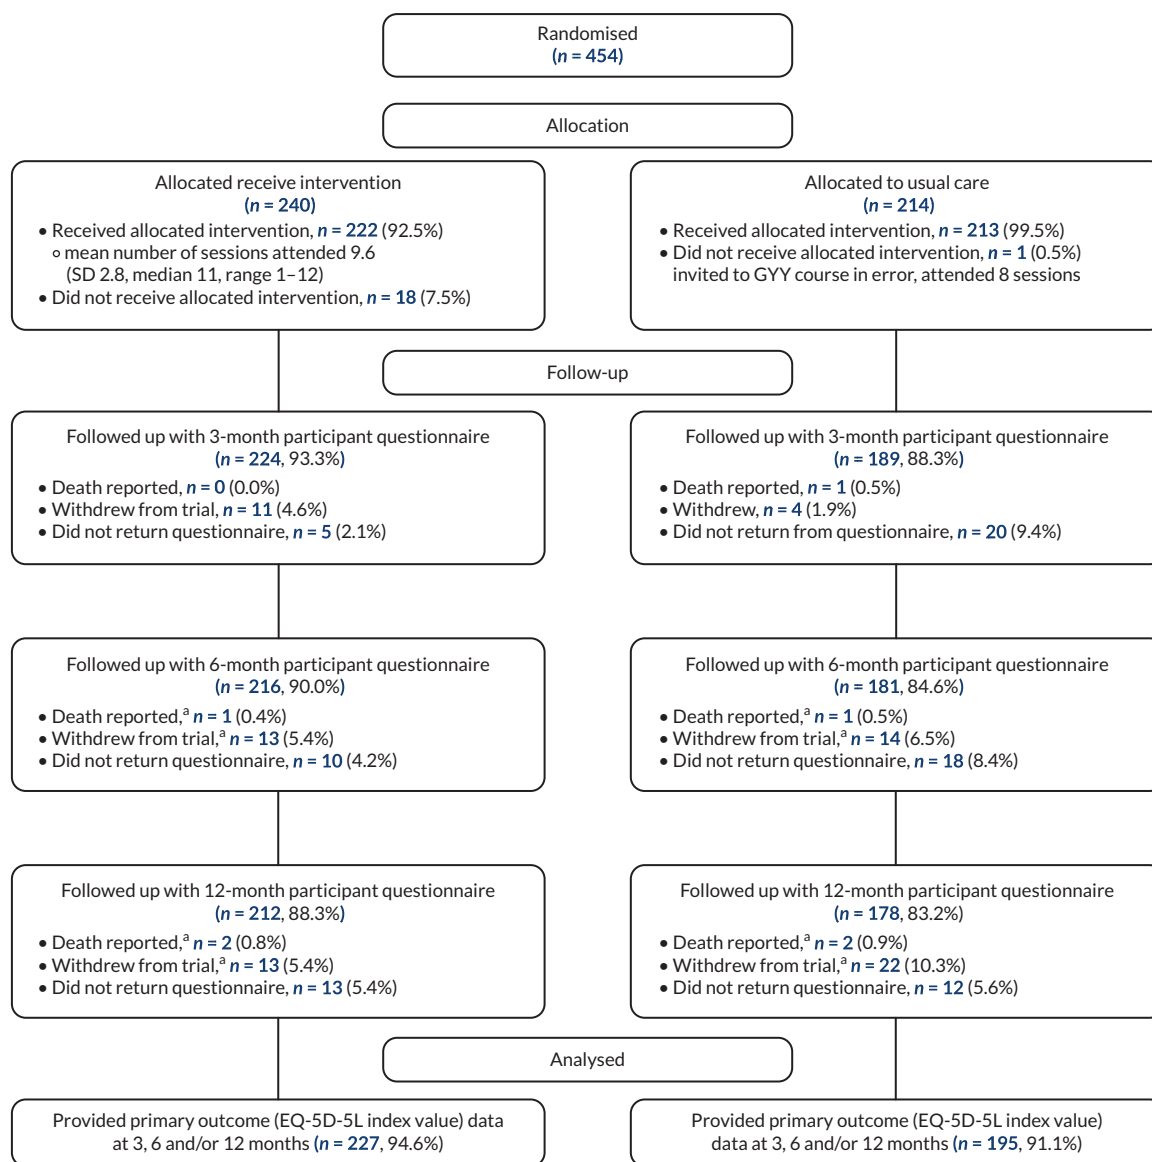 Randomised
(n = 454)
Allocation
Allocated receive intervention
(n = 240)
• Received allocated intervention, n = 222 (92.5%)
∘ mean number of sessions attended 9.6
(SD 2.8, median 11, range 1–12)
• Did not receive allocated intervention, n = 18 (7.5%)
Allocated to usual care
(n = 214)
• Received allocated intervention, n = 213 (99.5%)
• Did not receive allocated intervention, n = 1 (0.5%)
invited to GYY course in error, attended 8 sessions
Follow-up
Followed up with 3-month participant questionnaire
(n = 224, 93.3%)
• Death reported, n = 0 (0.0%)
• Withdrew from trial, n = 11 (4.6%)
• Did not return questionnaire, n = 5 (2.1%)
Followed up with 3-month participant questionnaire
(n = 189, 88.3%)
• Death reported, n = 1 (0.5%)
• Withdrew, n = 4 (1.9%)
• Did not return from questionnaire, n = 20 (9.4%)
Followed up with 6-month participant questionnaire
(n = 216, 90.0%)
• Death reported,ª n = 1 (0.4%)
• Withdrew from trial,ª n = 13 (5.4%)
• Did not return questionnaire, n = 10 (4.2%)
Followed up with 6-month participant questionnaire
(n = 181, 84.6%)
• Death reported,ª n = 1 (0.5%)
• Withdrew from trial,ª n = 14 (6.5%)
• Did not return questionnaire, n = 18 (8.4%)
Followed up with 12-month participant questionnaire
(n = 212, 88.3%)
• Death reported,ª n = 2 (0.8%)
• Withdrew from trial,ª n = 13 (5.4%)
• Did not return questionnaire, n = 13 (5.4%)
Followed up with 12-month participant questionnaire
(n = 178, 83.2%)
• Death reported,ª n = 2 (0.9%)
• Withdrew from trial,ª n = 22 (10.3%)
• Did not return questionnaire, n = 12 (5.6%)
Analysed
Provided primary outcome (EQ-5D-5L index value) data
at 3, 6 and/or 12 months (n = 227, 94.6%)
Provided primary outcome (EQ-5D-5L index value)
data at 3, 6 and/or 12 months (n = 195, 91.1%)